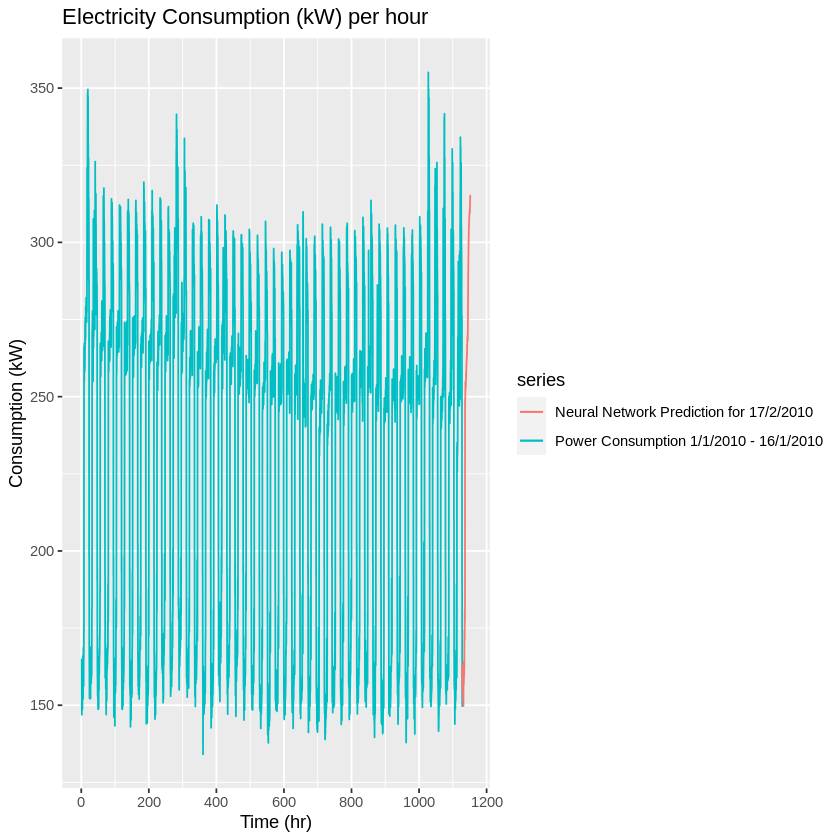 Electricity Consumption (kW) per hour
Consumption (kW)
350
300
250
200
150
0 200 400 600 800 1000 1200
Time (hr)
series
Neural Network Prediction for 17/2/2010
Power Consumption 1/1/2010 - 16/1/2010